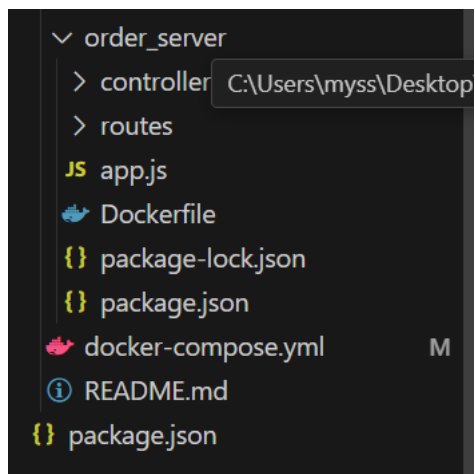 order_server
controller C:\Users\myss\Desktop\
routes
JS app.js
Dockerfile
{} package-lock.json
{} package.json
docker-compose.yml M
README.md
{} package.json